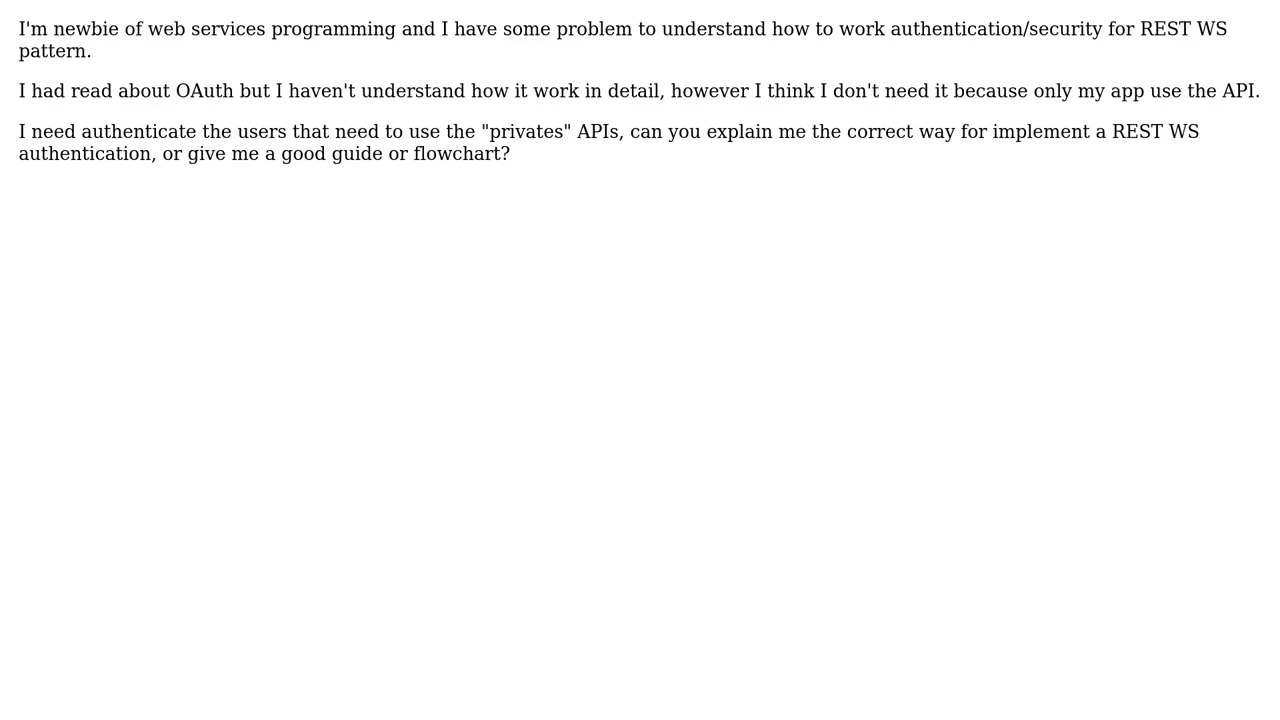 I'm newbie of web services programming and I have some problem to understand how to work authentication/security for REST WS
pattern.
I had read about OAuth but I haven't understand how it work in detail, however I think I don't need it because only my app use the API.
I need authenticate the users that need to use the "privates" APIs, can you explain me the correct way for implement a REST WS
authentication, or give me a good guide or flowchart?